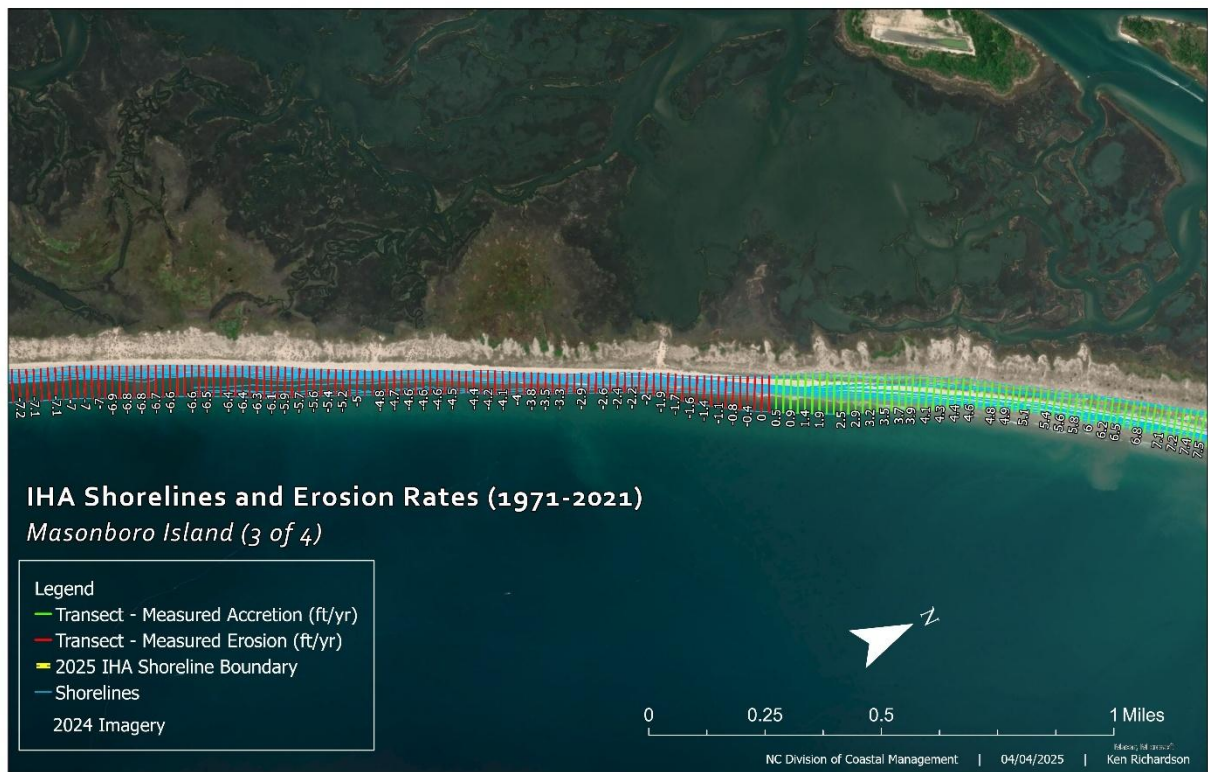 -7.2 -7.1 -7.1 -7 -7 -7 -6.9 -6.8 -6.8 -6.7 -6.6 -6.6 -6.5 -6.4 -6.4 -6.3 -6.1 -5.9 -5.7 -5.6 -5.4 -5.2 -5 -4.8 -4.7 -4.6 -4.6 -4.6 -4.5 -4.4 -4.2 -4.1 -4 -3.8 -3.5 -3.3 -2.9 -2.6 -2.4 -2.2 -2 -1.9 -1.7 -1.6 -1.4 -1.1 -0.8 -0.4 0 0.5 0.9 1.4 1.9 2.5 2.9 3.2 3.5 3.7 3.9 4.1 4.3 4.4 4.6 4.8 4.9 5.1 5.4 5.6 5.8 6 6.2 6.5 6.8 7.1 7.2 7.4 7.5
IHA Shorelines and Erosion Rates (1971-2021)
Masonboro Island (3 of 4)
Legend
Transect - Measured Accretion (ft/yr)
Transect - Measured Erosion (ft/yr)
2025 IHA Shoreline Boundary
Shorelines
2024 Imagery
N
0 0.25 0.5 1 Miles
NC Division of Coastal Management | 04/04/2025 | Ken Richardson